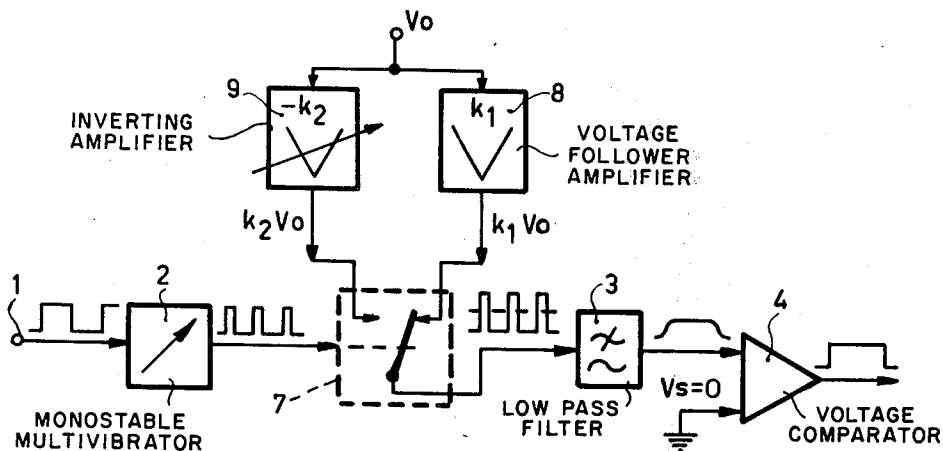 Vo
9
-k2
k1
8
INVERTING
AMPLIFIER
VOLTAGE
FOLLOWER
AMPLIFIER
k2Vo
k1Vo
1
2
3
4
7
Vs=0
MONOSTABLE
MULTIVIBRATOR
LOW PASS
FILTER
VOLTAGE
COMPARATOR